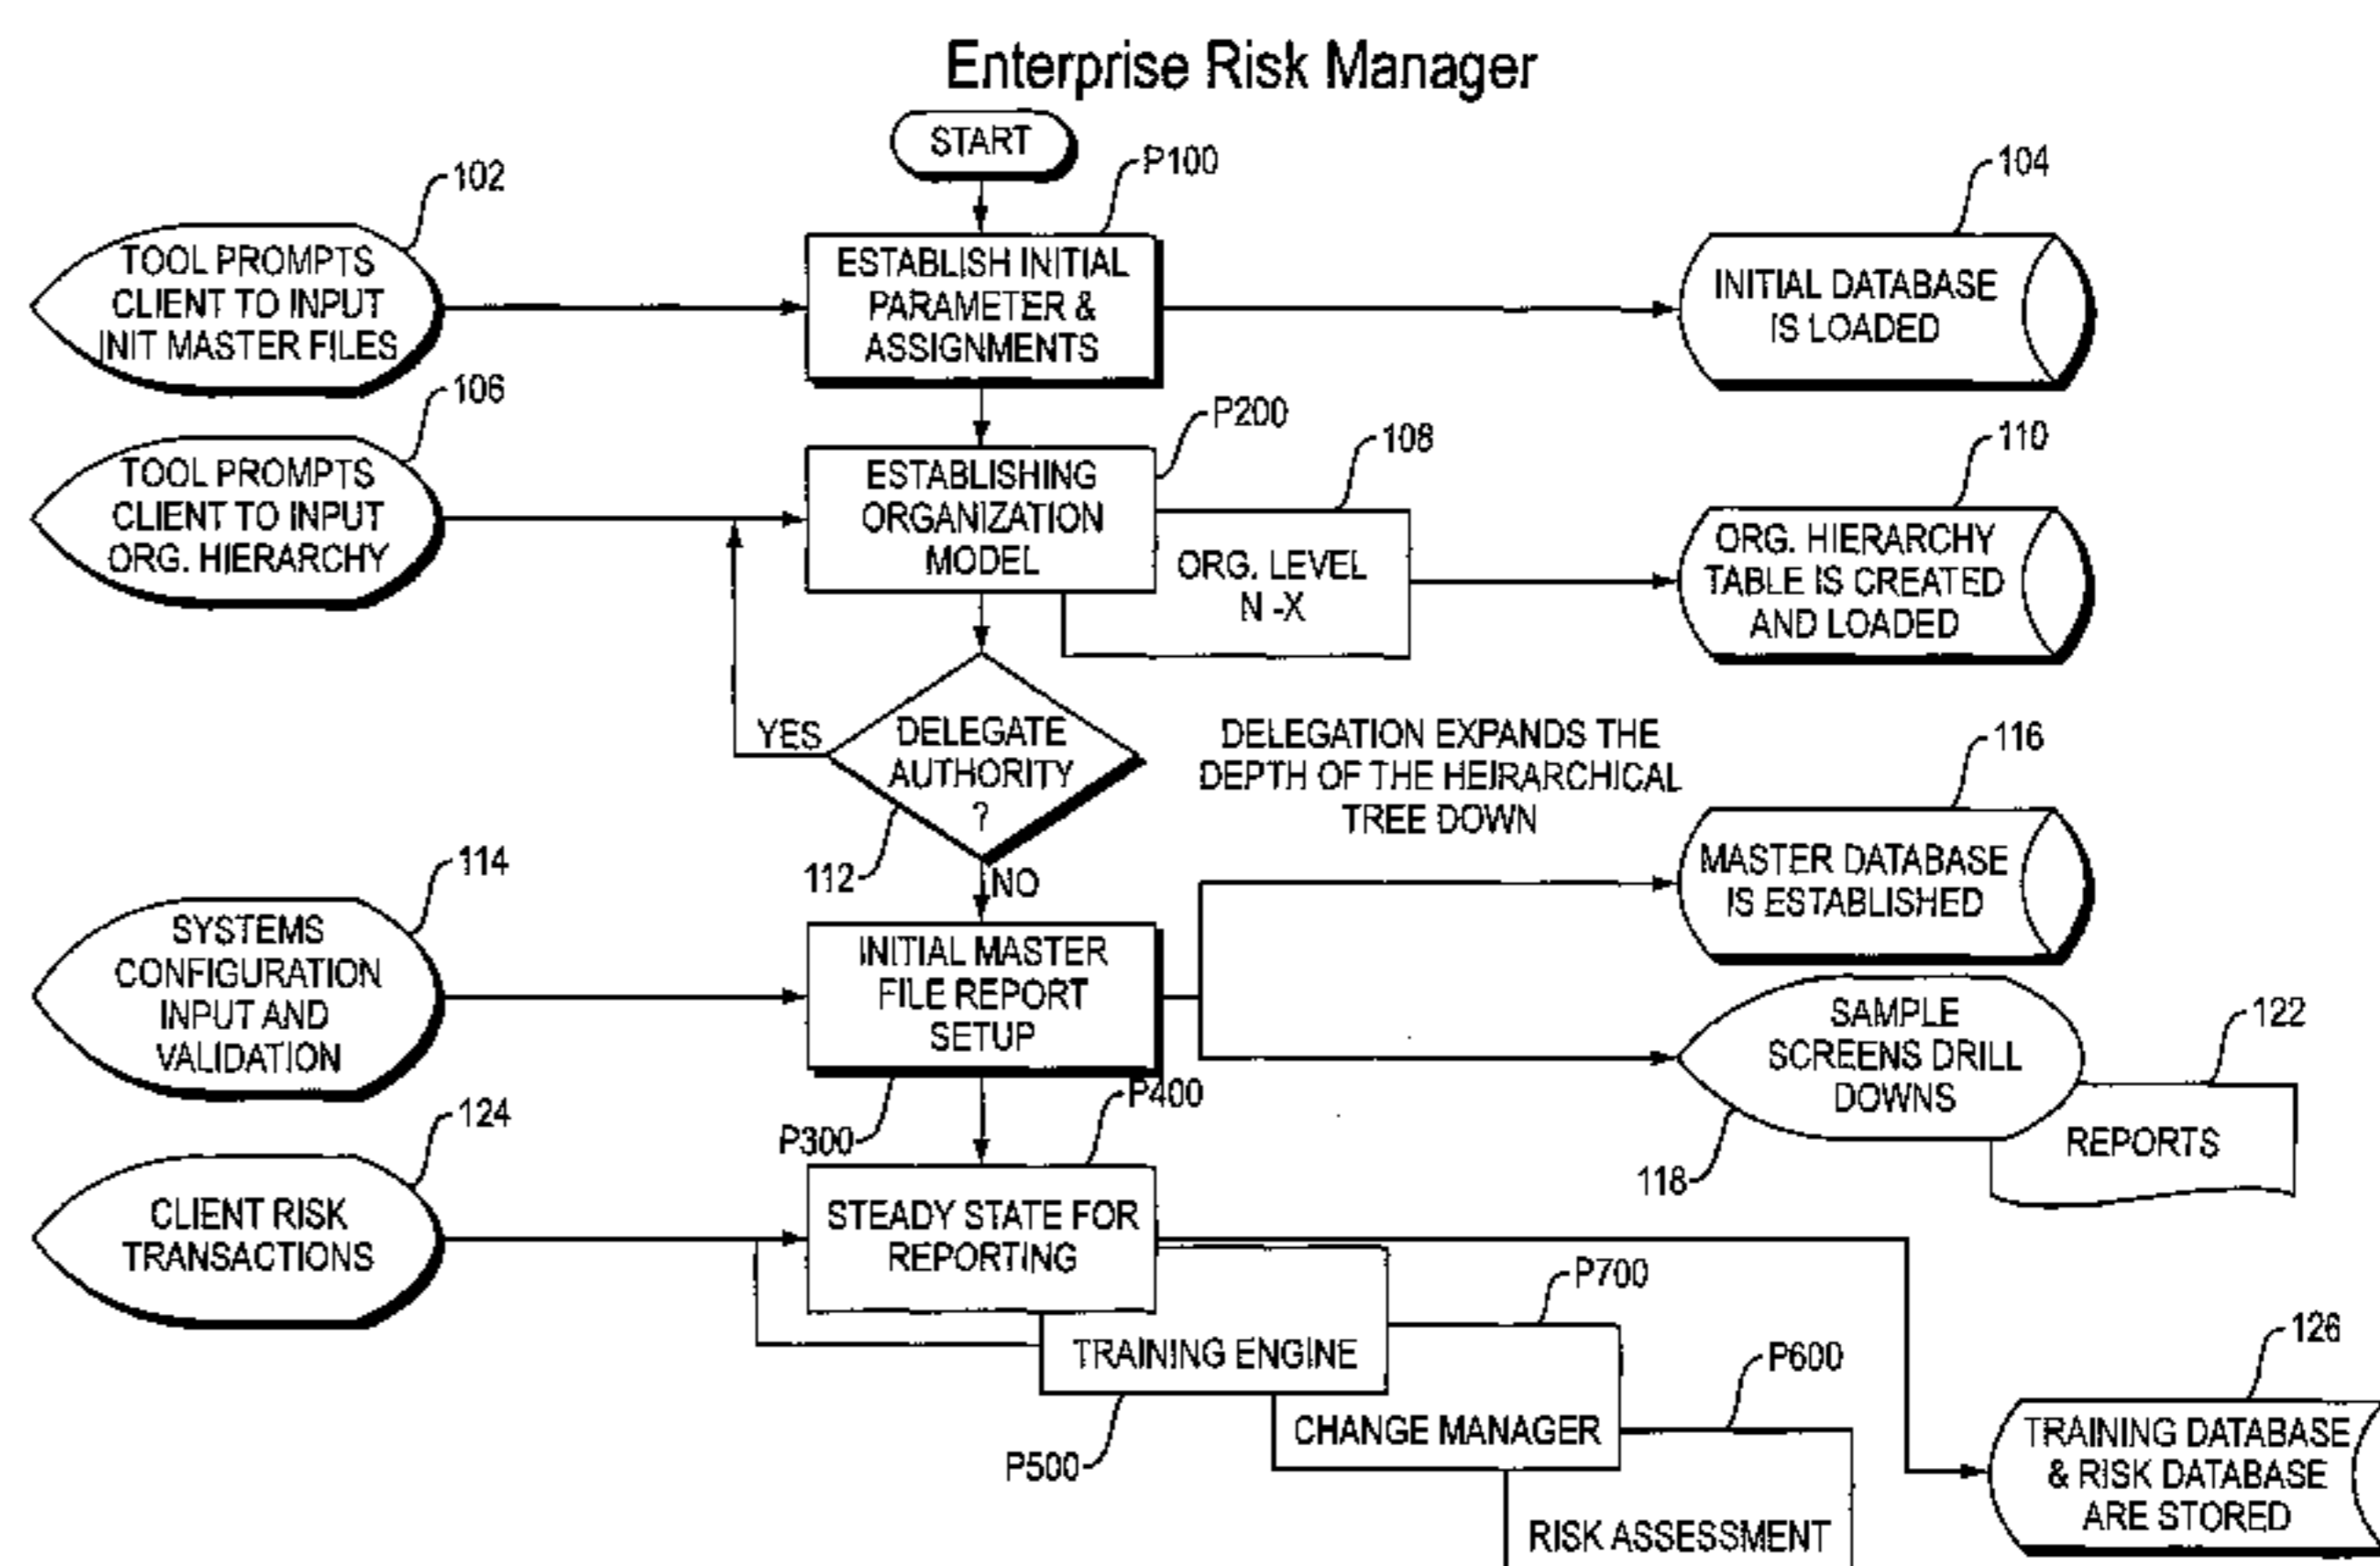 Enterprise Risk Manager
START
P100
102
104
TOOL PROMPTS
CLIENT TO INPUT
INIT MASTER FILES
ESTABLISH INITIAL
PARAMETER &
ASSIGNMENTS
INITIAL DATABASE
IS LOADED
106
P200
108
110
TOOL PROMPTS
CLIENT TO INPUT
ORG. HIERARCHY
ESTABLISHING
ORGANIZATION
MODEL
ORG. LEVEL
N -X
ORG. HIERARCHY
TABLE IS CREATED
AND LOADED
YES
DELEGATE
AUTHORITY
?
112
NO
DELEGATION EXPANDS THE
DEPTH OF THE HEIRARCHICAL
TREE DOWN
116
MASTER DATABASE
IS ESTABLISHED
114
SYSTEMS
CONFIGURATION
INPUT AND
VALIDATION
INITIAL MASTER
FILE REPORT
SETUP
P300
SAMPLE
SCREENS DRILL
DOWNS
118
122
REPORTS
124
CLIENT RISK
TRANSACTIONS
P400
STEADY STATE FOR
REPORTING
TRAINING ENGINE
P500
P700
CHANGE MANAGER
P600
RISK ASSESSMENT
126
TRAINING DATABASE
& RISK DATABASE
ARE STORED